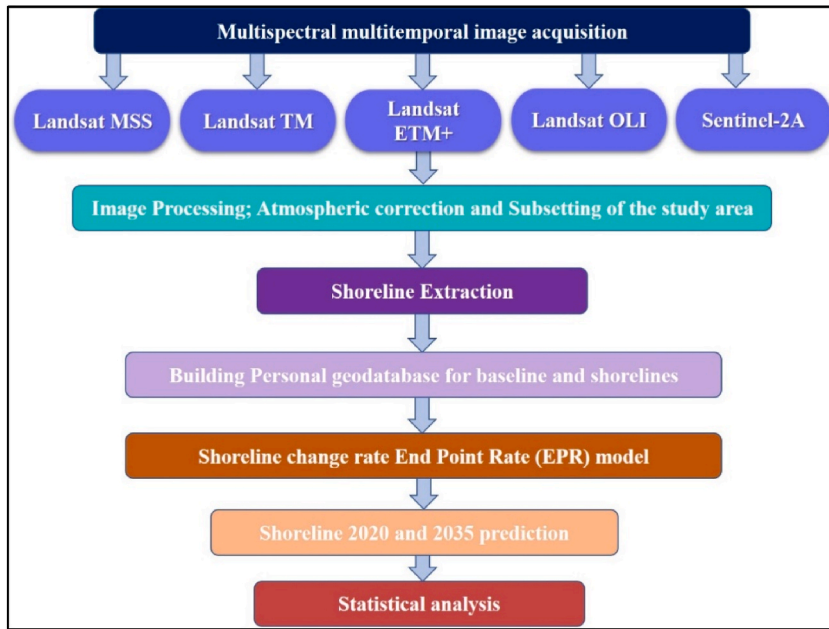 Multispectral multitemporal image acquisition
Landsat MSS
Landsat TM
Landsat
ETM+
Landsat OLI
Sentinel-2A
Image Processing; Atmospheric correction and Subsetting of the study area
Shoreline Extraction
Building Personal geodatabase for baseline and shorelines
Shoreline change rate End Point Rate (EPR) model
Shoreline 2020 and 2035 prediction
Statistical analysis